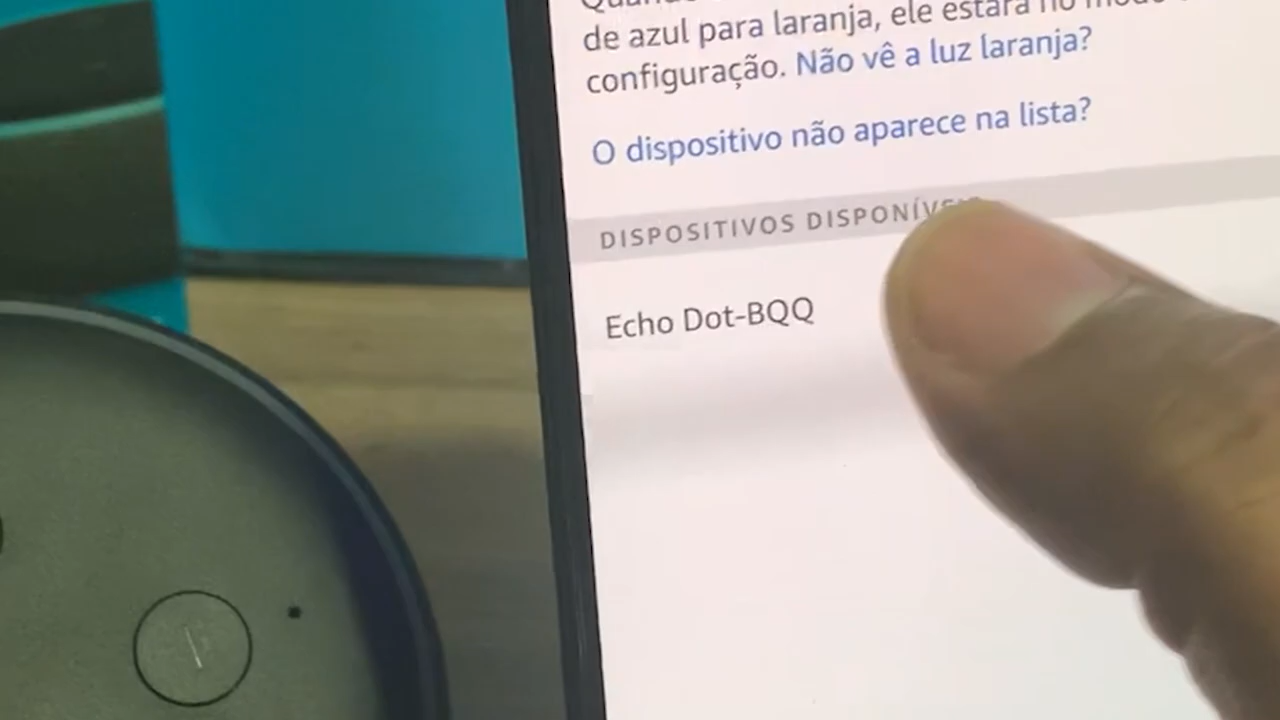 de azul para laranja, ele estará no modo
configuração. Não vê a luz laranja?
O dispositivo não aparece na lista?
DISPOSITIVOS
Echo Dot-BQQ